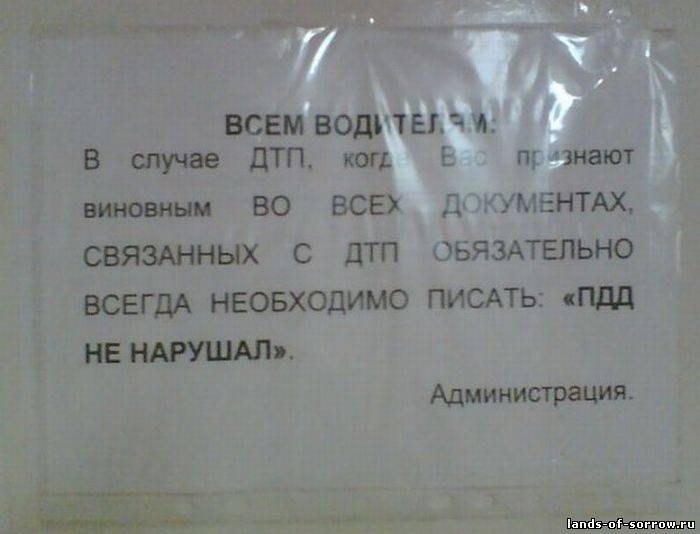 ВСЕМ ВОДИТЕЛЯМ:
В случае ДТП, когда Вас признают
виновным ВО ВСЕХ ДОКУМЕНТАХ,
СВЯЗАННЫХ С ДТП ОБЯЗАТЕЛЬНО
ВСЕГДА НЕОБХОДИМО ПИСАТЬ: «ПДД
НЕ НАРУШАЛ».
Администрация.
lands-of-sorrow.ru